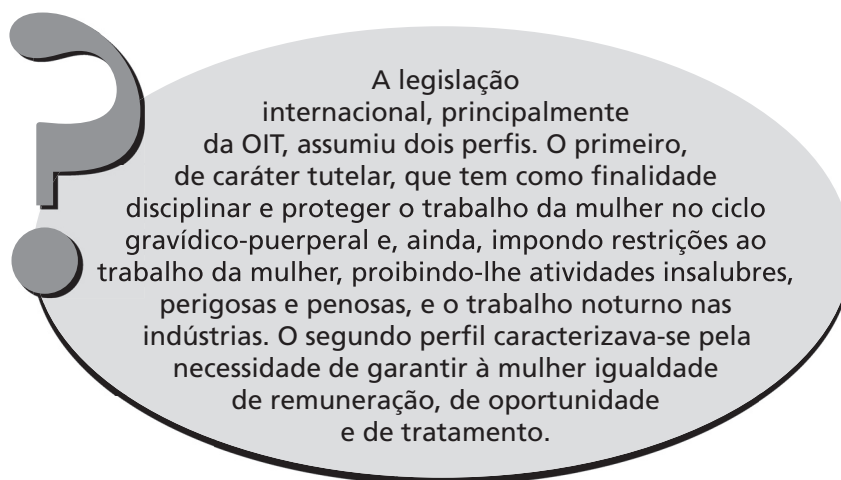 A legislação
internacional, principalmente
da OIT, assumiu dois perfis. O primeiro,
de caráter tutelar, que tem como finalidade
disciplinar e proteger o trabalho da mulher no ciclo
gravídico-puerperal e, ainda, impondo restrições ao
trabalho da mulher, proibindo-lhe atividades insalubres,
perigosas e penosas, e o trabalho noturno nas
indústrias. O segundo perfil caracterizava-se pela
necessidade de garantir à mulher igualdade
de remuneração, de oportunidade
e de tratamento.